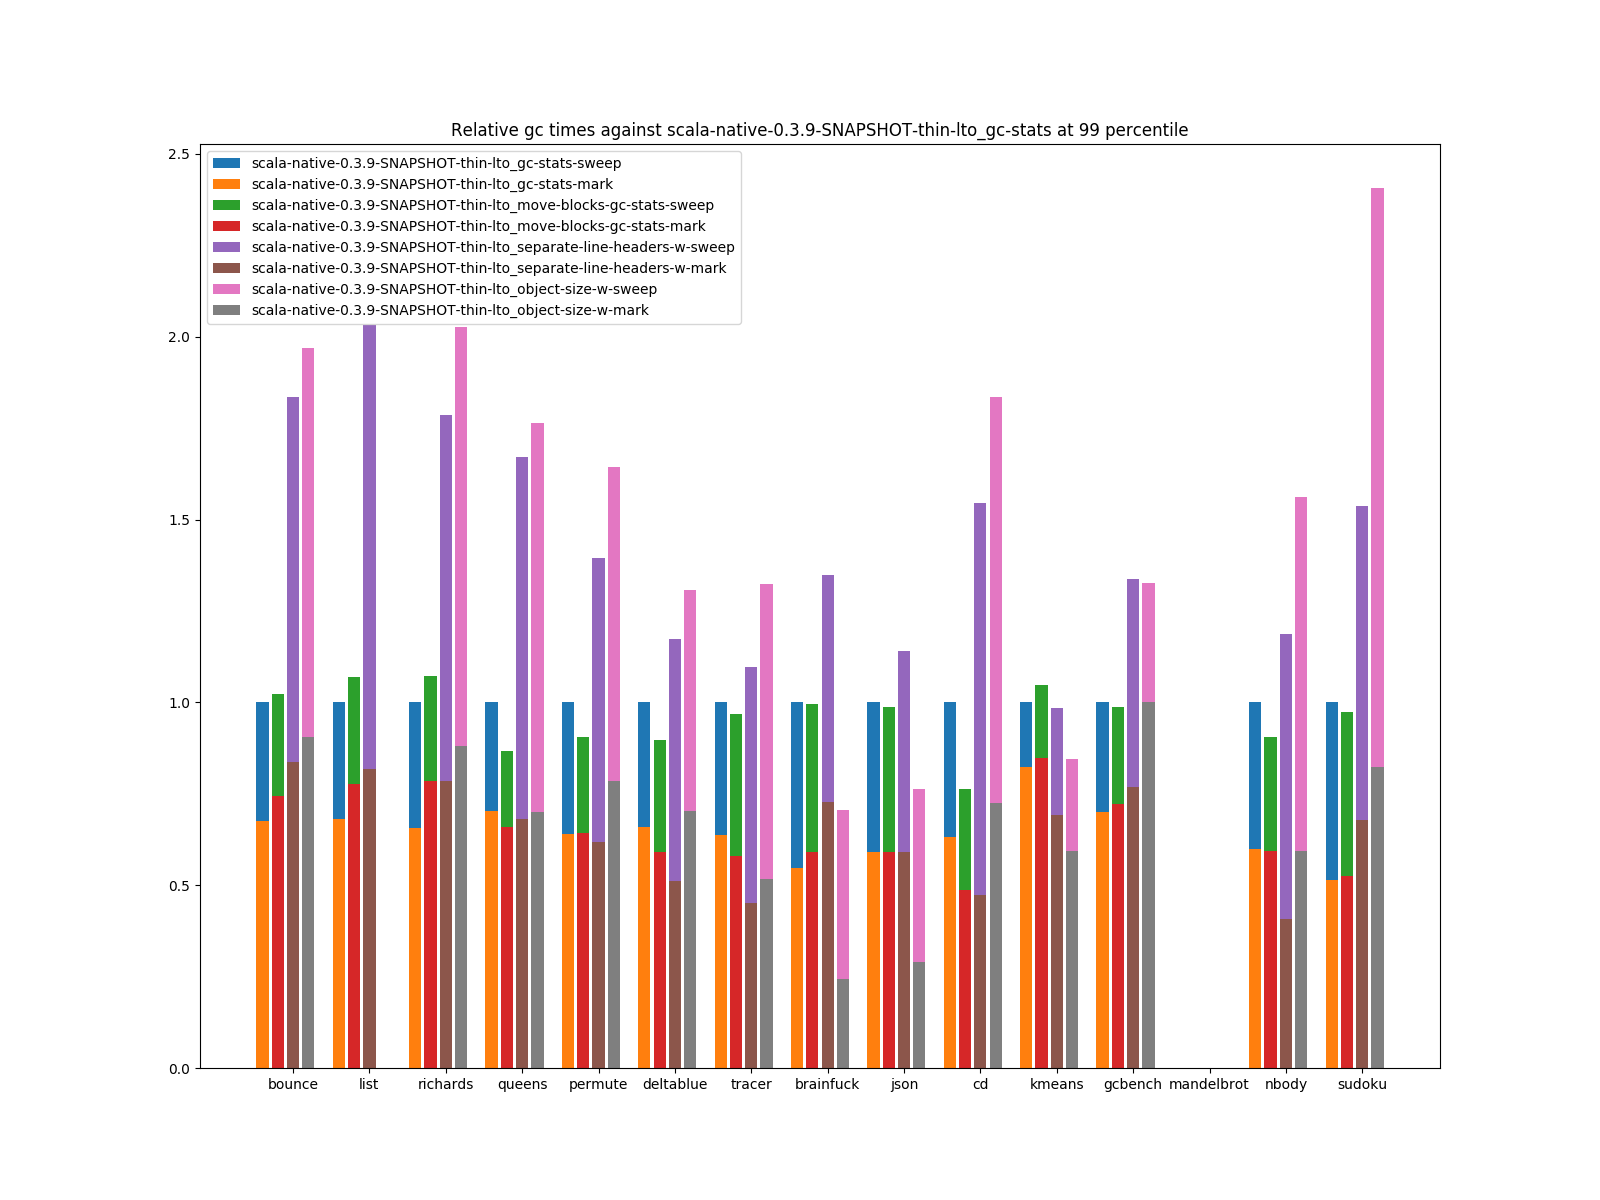 Relative gc times against scala-native-0.3.9-SNAPSHOT-thin-lto_gc-stats at 99 percentile
2.5
2.0
1.5
1.0
0.5
0.0
scala-native-0.3.9-SNAPSHOT-thin-lto_gc-stats-sweep
scala-native-0.3.9-SNAPSHOT-thin-lto_gc-stats-mark
scala-native-0.3.9-SNAPSHOT-thin-lto_move-blocks-gc-stats-sweep
scala-native-0.3.9-SNAPSHOT-thin-lto_move-blocks-gc-stats-mark
scala-native-0.3.9-SNAPSHOT-thin-lto_separate-line-headers-w-sweep
scala-native-0.3.9-SNAPSHOT-thin-lto_separate-line-headers-w-mark
scala-native-0.3.9-SNAPSHOT-thin-lto_object-size-w-sweep
scala-native-0.3.9-SNAPSHOT-thin-lto_object-size-w-mark
bounce list richards queens permute deltablue tracer brainfuck json cd kmeans gcbench mandelbrot nbody sudoku